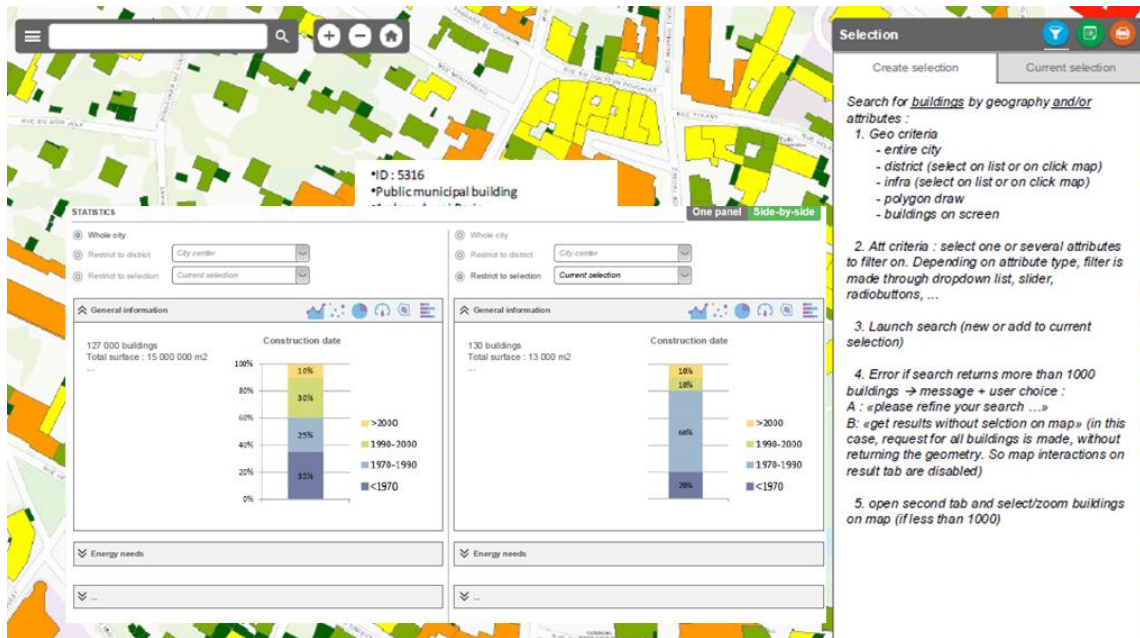 Selection
Create selection
Current selection
Search for buildings by geography and/or
attributes :
1. Geo criteria
- entire city
- district (select on list or on click map)
- infra (select on list or on click map)
- polygon draw
- buildings on screen
2. Att criteria : select one or several attributes
to filter on. Depending on attribute type, filter is
made through dropdown list, slider,
radiobuttons, ...
3. Launch search (new or add to current
selection)
4. Error if search returns more than 1000
buildings → message + user choice :
A : «please refine your search ...»
B: «get results without selction on map» (in this
case, request for all buildings is made, without
returning the geometry. So map interactions on
result tab are disabled)
5. open second tab and select/zoom buildings
on map (if less than 1000)
•ID : 5316
•Public municipal building
STATISTICS
One panel
Side-by-side
Whole city
Restrict to district
City center
Restrict to selection
Current selection
General information
127 000 buildings
Total surface : 15 000 000 m2
...
Construction date
100%
80%
60%
40%
20%
0%
10%
30%
25%
35%
>2000
1990-2000
1970-1990
<1970
Energy needs
...
Whole city
Restrict to district
City center
Restrict to selection
Current selection
General information
130 buildings
Total surface : 13 000 m2
...
Construction date
10%
10%
60%
20%
>2000
1990-2000
1970-1990
<1970
Energy needs
...